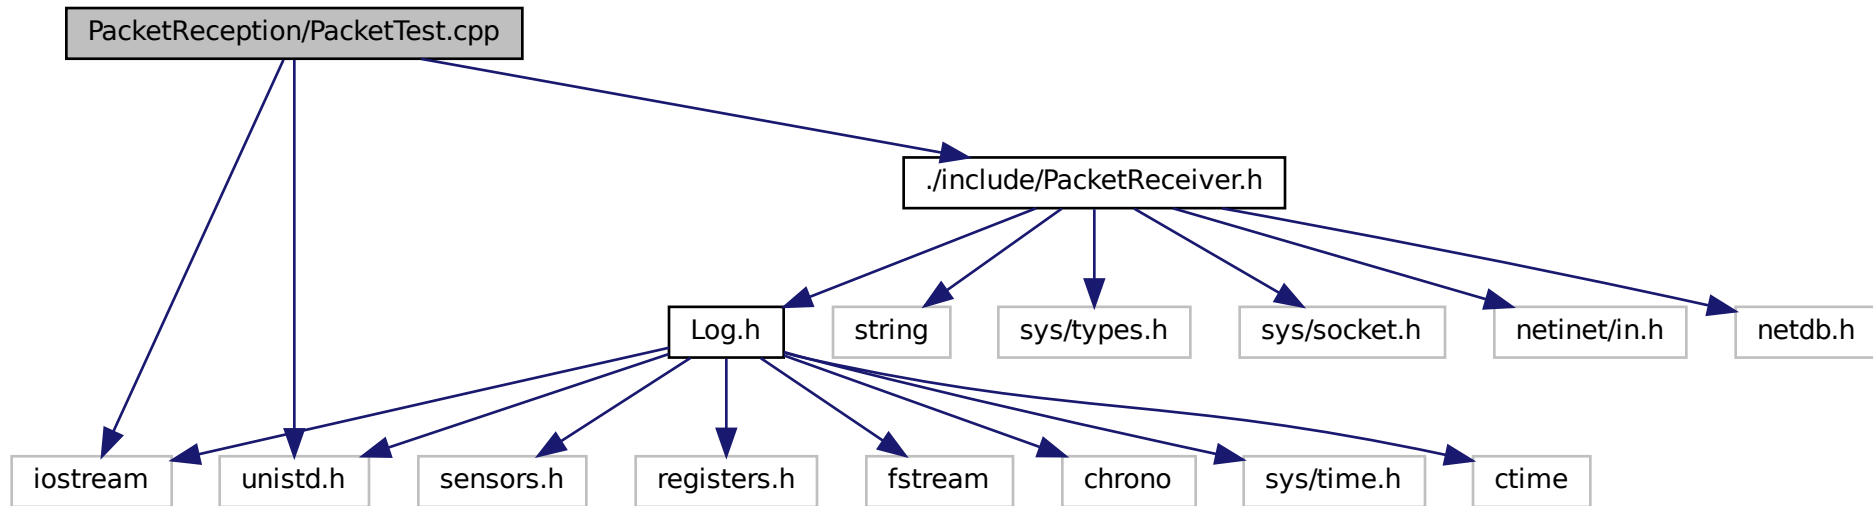 PacketReception/PacketTest.cpp
./include/PacketReceiver.h
Log.h
string
sys/types.h
sys/socket.h
netinet/in.h
netdb.h
iostream
unistd.h
sensors.h
registers.h
fstream
chrono
sys/time.h
ctime